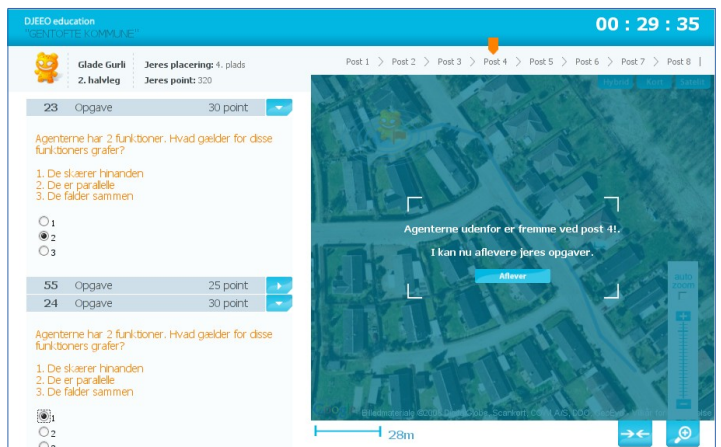 DJEEO education
"GENTOFTE KOMMUNE"
00 : 29 : 35
Glade Gurli
2. halvleg
Jeres placering: 4. plads
Jeres point: 320
Post 1 > Post 2 > Post 3 > Post 4 > Post 5 > Post 6 > Post 7 > Post 8 |
Hybrid Kort Satelit
23 Opgave 30 point
Agenterne har 2 funktioner. Hvad gælder for disse
funktioners grafer?
1. De skærer hinanden
2. De er parallelle
3. De falder sammen
1
2
3
Agenterne udenfor er fremme ved post 4!.
I kan nu aflevere jeres opgaver.
Aflever
auto
zoom
55 Opgave 25 point
24 Opgave 30 point
Agenterne har 2 funktioner. Hvad gælder for disse
funktioners grafer?
1. De skærer hinanden
2. De er parallelle
3. De falder sammen
1
2
28m